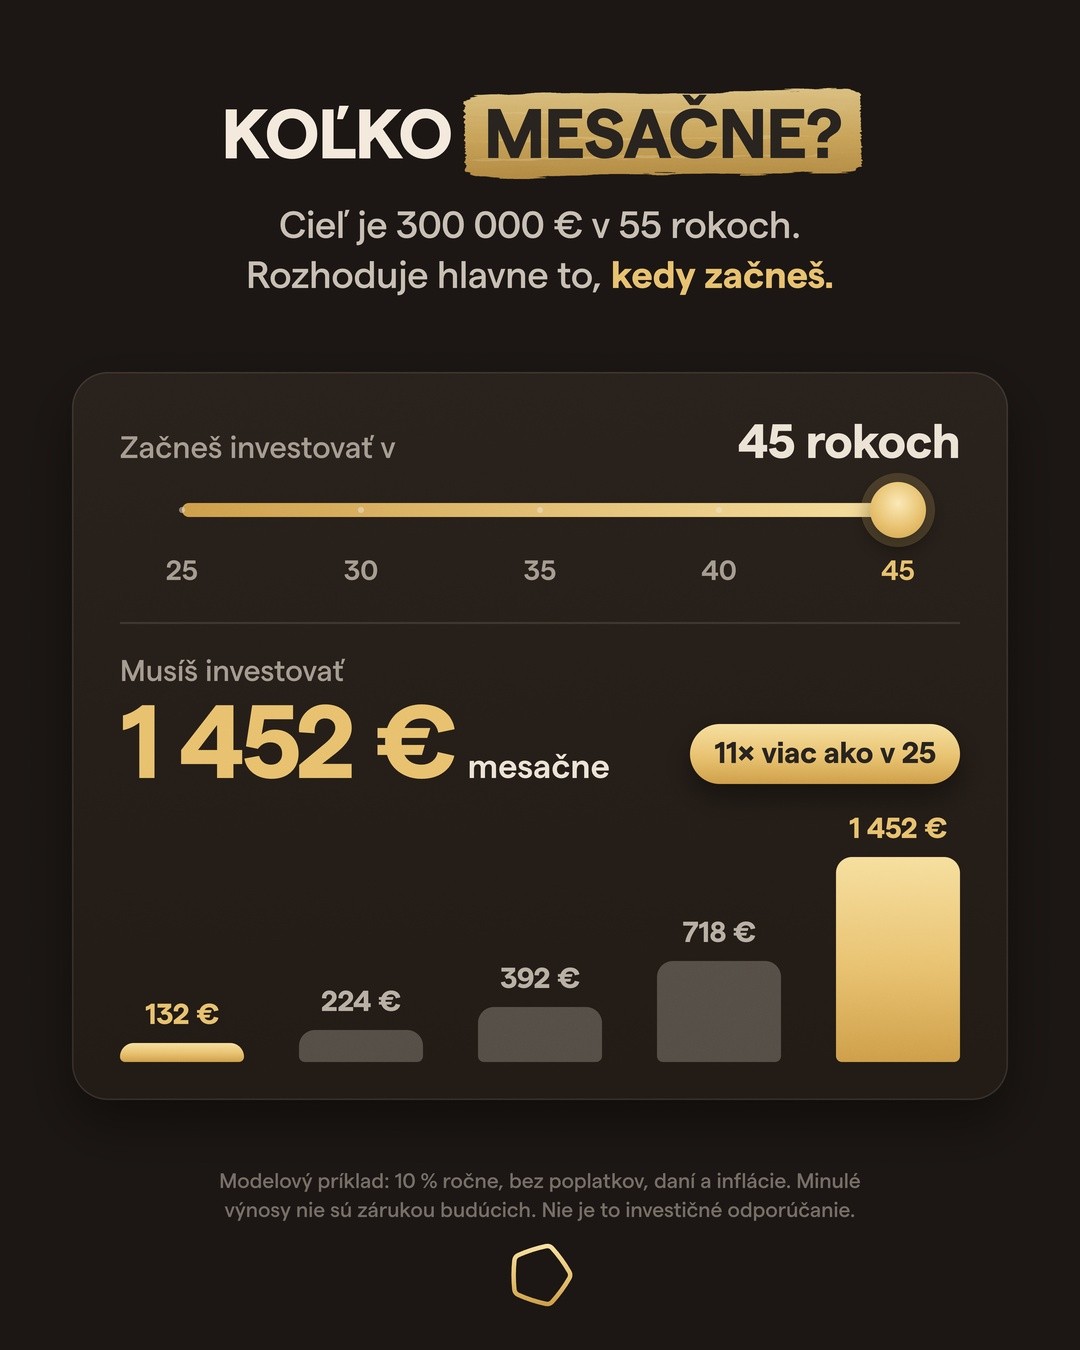 KOĽKO MESAČNE?
Cieľ je 300 000 € v 55 rokoch.
Rozhoduje hlavne to, kedy začneš.
Začneš investovať v
45 rokoch
25 30 35 40 45
Musíš investovať
1 452 € mesačne
11× viac ako v 25
132 €
224 €
392 €
718 €
1 452 €
Modelový príklad: 10 % ročne, bez poplatkov, daní a inflácie. Minulé
výnosy nie sú zárukou budúcich. Nie je to investičné odporúčanie.